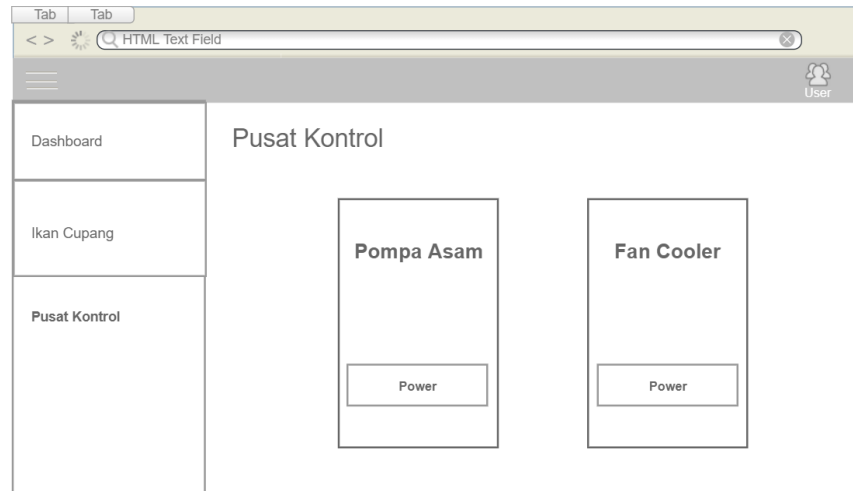 Tab Tab
< > HTML Text Field
User
Dashboard
Pusat Kontrol
Ikan Cupang
Pompa Asam
Fan Cooler
Pusat Kontrol
Power
Power